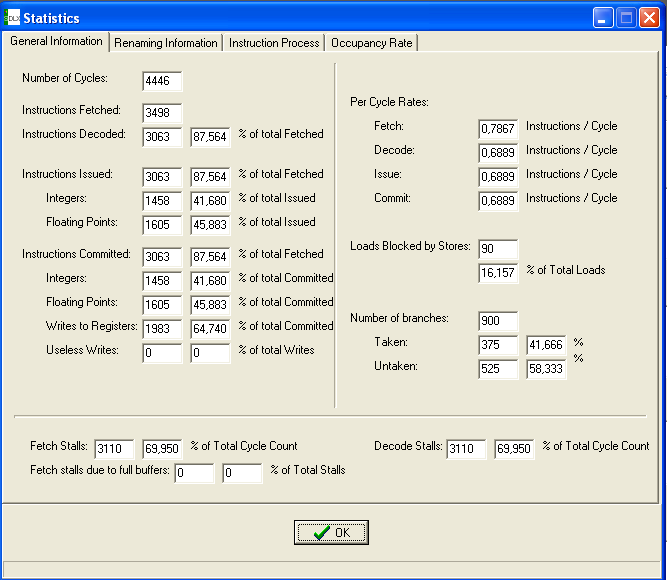 DLX Statistics
General Information Renaming Information Instruction Process Occupancy Rate
Number of Cycles: 4446
Instructions Fetched: 3498
Instructions Decoded: 3063 87,564 % of total Fetched
Instructions Issued: 3063 87,564 % of total Fetched
Integers: 1458 41,680 % of total Issued
Floating Points: 1605 45,883 % of total Issued
Instructions Committed: 3063 87,564 % of total Fetched
Integers: 1458 41,680 % of total Committed
Floating Points: 1605 45,883 % of total Committed
Writes to Registers: 1983 64,740 % of total Committed
Useless Writes: 0 0 % of total Writes
Per Cycle Rates:
Fetch: 0,7867 Instructions / Cycle
Decode: 0,6889 Instructions / Cycle
Issue: 0,6889 Instructions / Cycle
Commit: 0,6889 Instructions / Cycle
Loads Blocked by Stores: 90
16,157 % of Total Loads
Number of branches: 900
Taken: 375 41,666 %
Untaken: 525 58,333 %
Fetch Stalls: 3110 69,950 % of Total Cycle Count
Fetch stalls due to full buffers: 0 0 % of Total Stalls
Decode Stalls: 3110 69,950 % of Total Cycle Count
OK